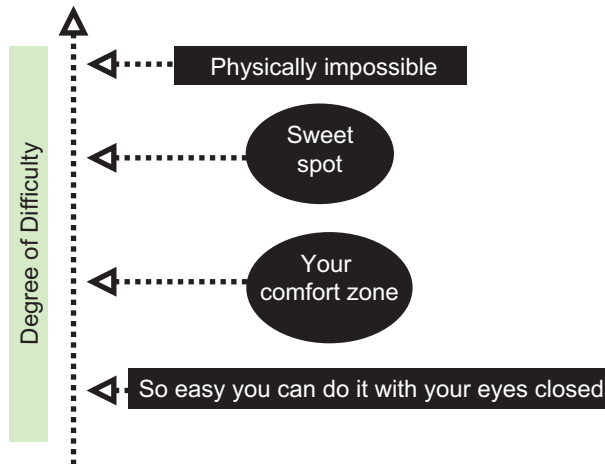 Physically impossible
Sweet
spot
Degree of Difficulty
Your
comfort zone
So easy you can do it with your eyes closed